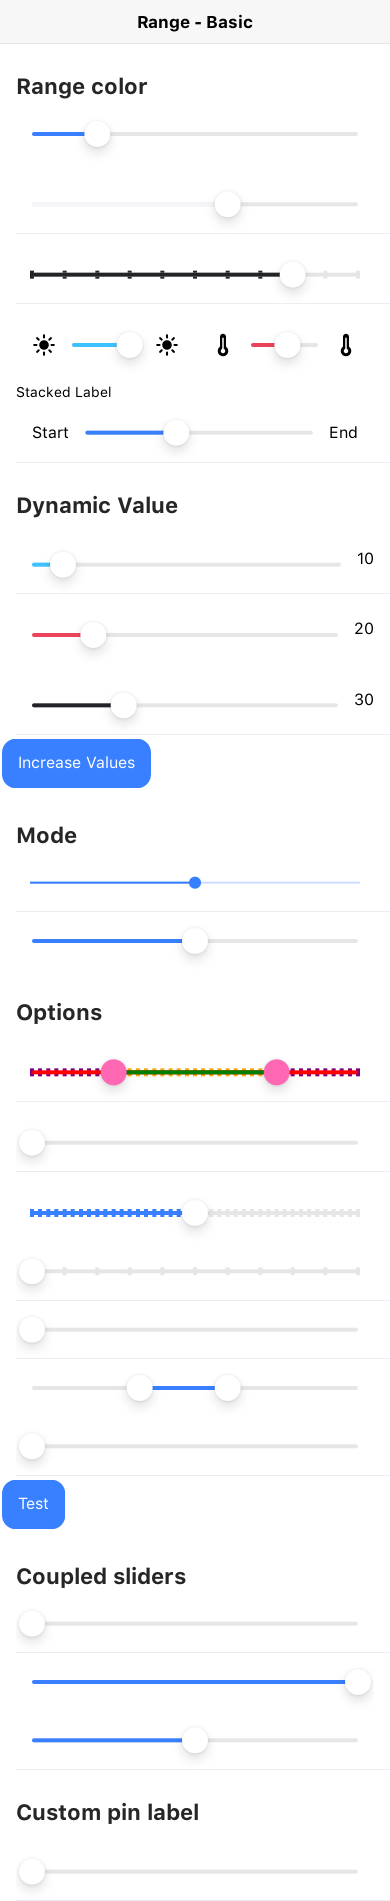 Range - Basic
Range color
Stacked Label
Start End
Dynamic Value
10
20
30
Increase Values
Mode
Options
Test
Coupled sliders
Custom pin label